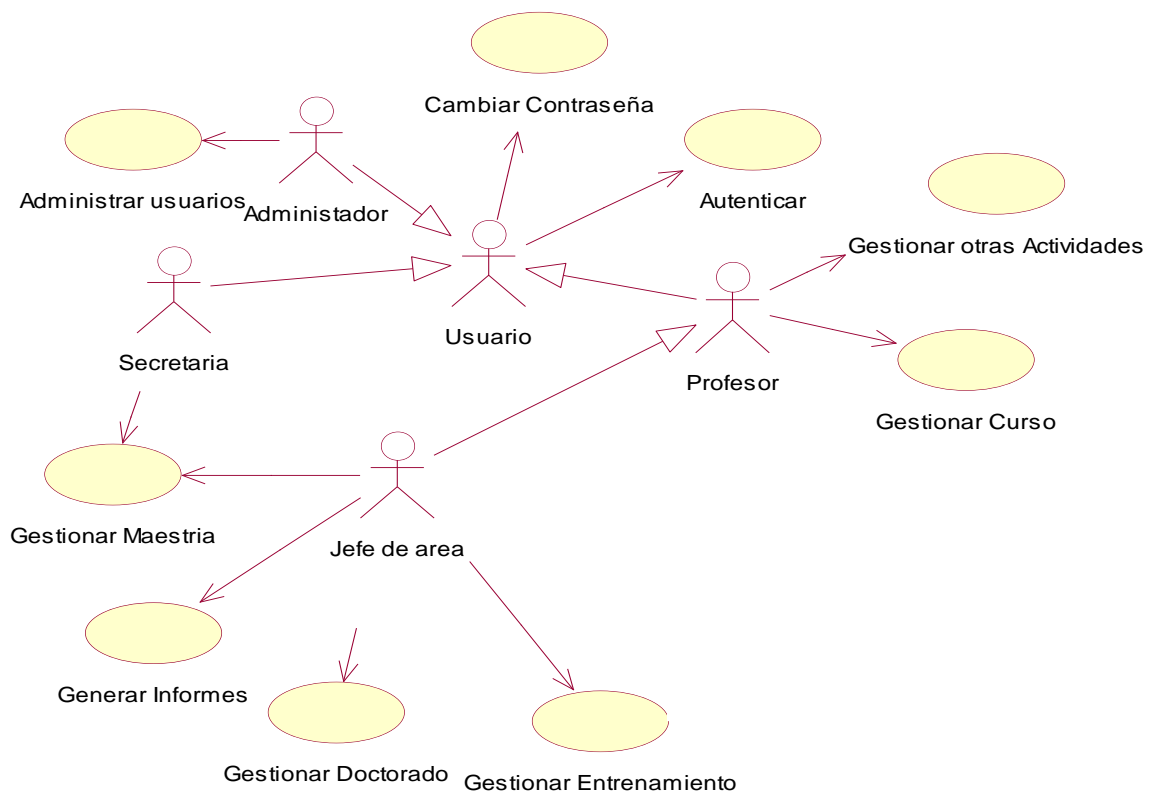 Cambiar Contraseña
Administrar usuarios
Administador
Autenticar
Gestionar otras Actividades
Usuario
Secretaria
Profesor
Gestionar Curso
Gestionar Maestria
Jefe de area
Generar Informes
Gestionar Doctorado
Gestionar Entrenamiento